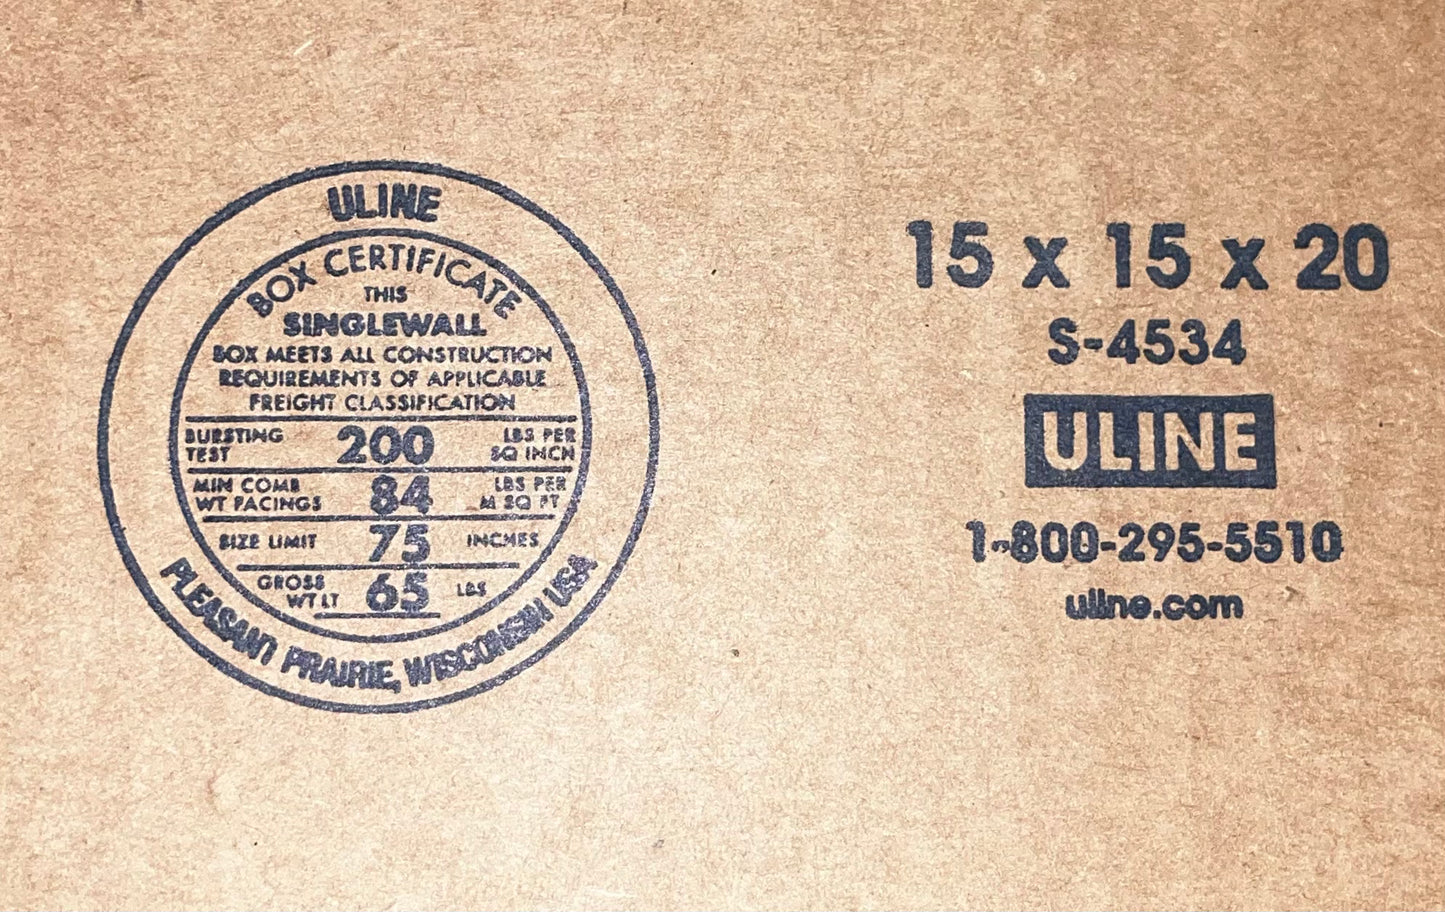 ULINE
BOX CERTIFICATE
THIS
SINGLEWALL
BOX MEETS ALL CONSTRUCTION
REQUIREMENTS OF APPLICABLE
FREIGHT CLASSIFICATION
BURSTING TEST 200 LBS PER SQ INCH
MIN COMB WT FACINGS 84 LBS PER M SQ FT
SIZE LIMIT 75 INCHES
GROSS WT LT 65 LBS
PLEASANT PRAIRIE, WISCONSIN USA
15 x 15 x 20
S-4534
ULINE
1-800-295-5510
uline.com